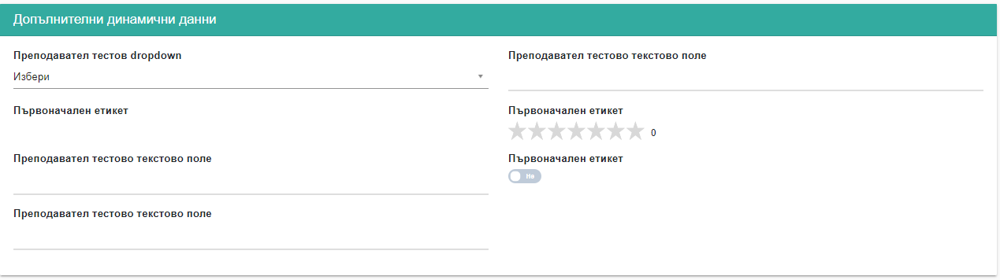 Допълнителни динамични данни
Преподавател тестов dropdown
Преподавател тестово текстово поле
Избери
Първоначален етикет
Първоначален етикет
0
Преподавател тестово текстово поле
Първоначален етикет
Не
Преподавател тестово текстово поле